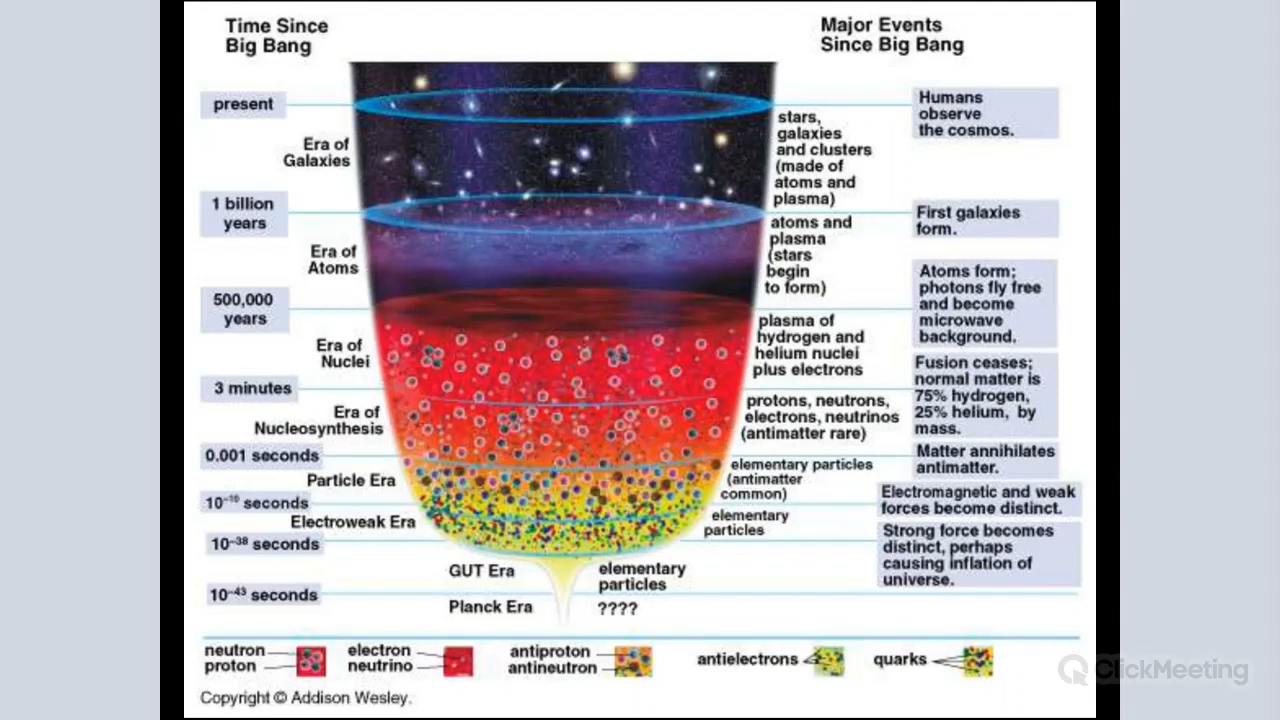 Time Since
Big Bang
Major Events
Since Big Bang
present
Era of
Galaxies
stars,
galaxies
and clusters
(made of
atoms and
plasma)
Humans
observe
the cosmos.
1 billion
years
First galaxies
form.
Era of
Atoms
atoms and
plasma
(stars
begin
to form)
500,000
years
Atoms form;
photons fly free
and become
microwave
background.
Era of
Nuclei
plasma of
hydrogen and
helium nuclei
plus electrons
3 minutes
Fusion ceases;
normal matter is
75% hydrogen,
25% helium, by
mass.
Era of
Nucleosynthesis
protons, neutrons,
electrons, neutrinos
(antimatter rare)
0.001 seconds
Matter annihilates
antimatter.
Particle Era
elementary particles
(antimatter
common)
10⁻¹⁰ seconds
Electromagnetic and weak
forces become distinct.
Electroweak Era
elementary
particles
10⁻³⁸ seconds
Strong force becomes
distinct, perhaps
causing inflation of
universe.
GUT Era
elementary
particles
10⁻⁴³ seconds
Planck Era
????
neutron
proton
electron
neutrino
antiproton
antineutron
antielectrons
quarks
Copyright © Addison Wesley.
ClickMeeting